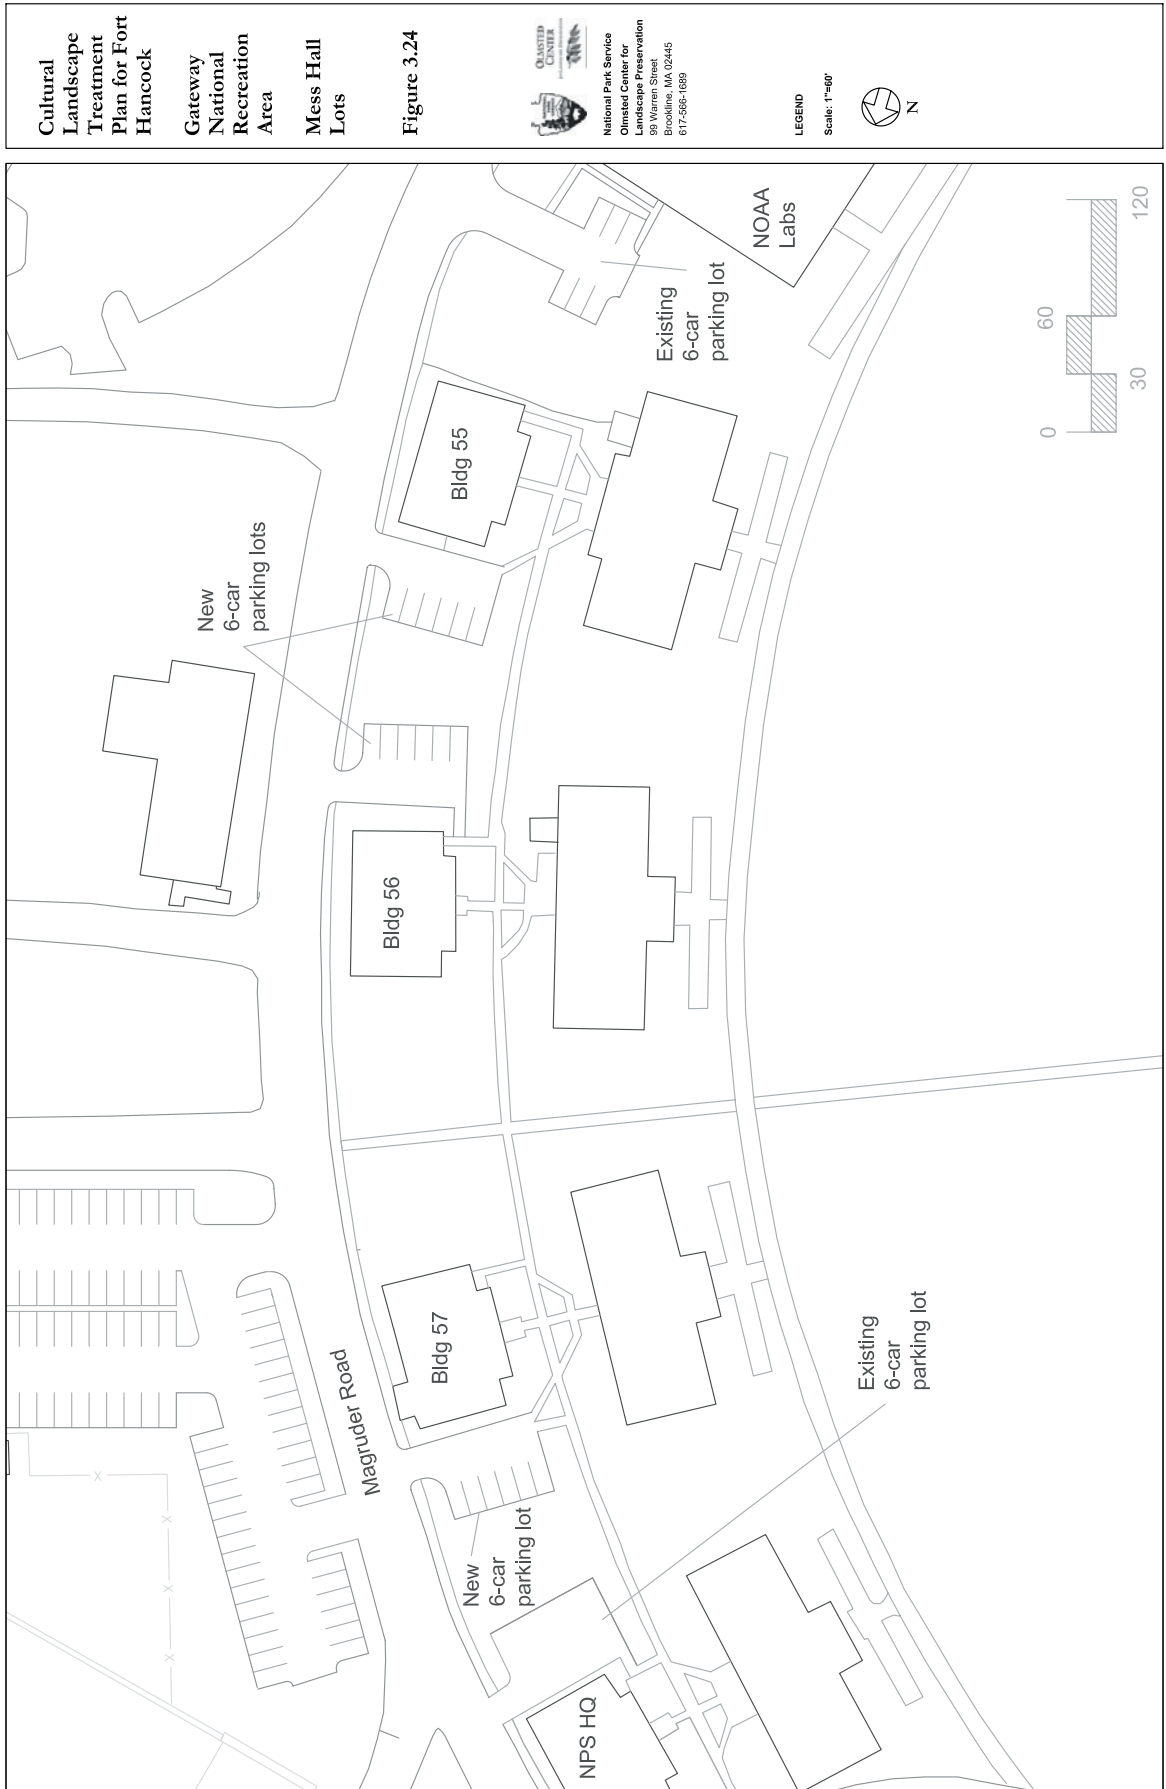 Cultural
Landscape
Treatment
Plan for Fort
Hancock
Gateway
National
Recreation
Area
Mess Hall
Lots
Figure 3.24
OLMSTED
CENTER
National Park Service
Olmsted Center for
Landscape Preservation
99 Warren Street
Brookline, MA 02445
617-566-1689
LEGEND
Scale: 1"=60'
N
NOAA
Labs
Existing
6-car
parking lot
Bldg 55
New
6-car
parking lots
Bldg 56
Bldg 57
Magruder Road
New
6-car
parking lot
Existing
6-car
parking lot
NPS HQ
0
30
60
120
X
X
X
X